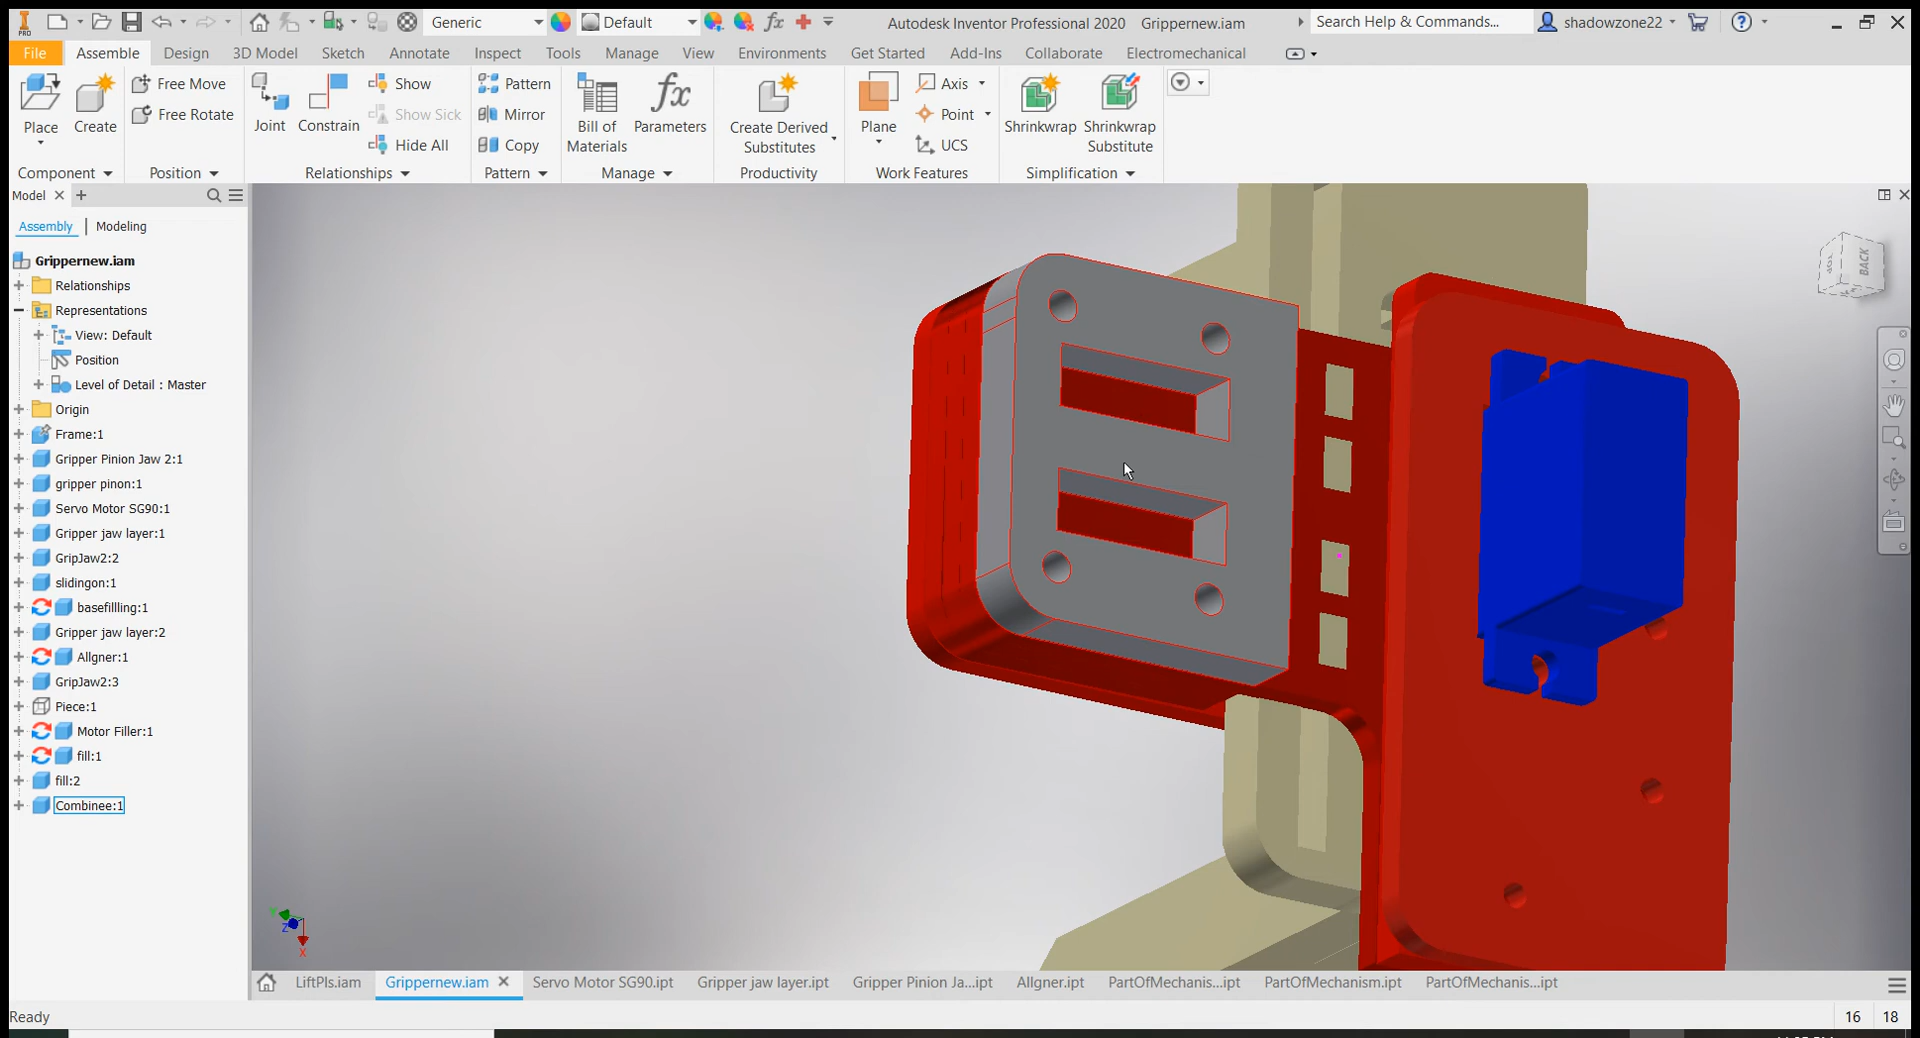 PRO
Generic
Default
fx
Autodesk Inventor Professional 2020 Grippernew.iam
Search Help & Commands...
shadowzone22
File Assemble Design 3D Model Sketch Annotate Inspect Tools Manage View Environments Get Started Add-Ins Collaborate Electromechanical
Place
Create
Free Move
Free Rotate
Joint
Constrain
Show
Show Sick
Hide All
Pattern
Mirror
Copy
Bill of
Materials
fx
Parameters
Create Derived
Substitutes
Plane
Axis
Point
UCS
Shrinkwrap
Shrinkwrap
Substitute
Component Position Relationships Pattern Manage Productivity Work Features Simplification
Model
Assembly Modeling
Grippernew.iam
Relationships
Representations
View: Default
Position
Level of Detail : Master
Origin
Frame:1
Gripper Pinion Jaw 2:1
gripper pinon:1
Servo Motor SG90:1
Gripper jaw layer:1
GripJaw2:2
slidingon:1
basefillling:1
Gripper jaw layer:2
Allgner:1
GripJaw2:3
Piece:1
Motor Filler:1
fill:1
fill:2
Combinee:1
TOP
BACK
Y
Z
X
LiftPls.iam Grippernew.iam Servo Motor SG90.ipt Gripper jaw layer.ipt Gripper Pinion Ja...ipt Allgner.ipt PartOfMechanis...ipt PartOfMechanism.ipt PartOfMechanis...ipt
Ready
16 18